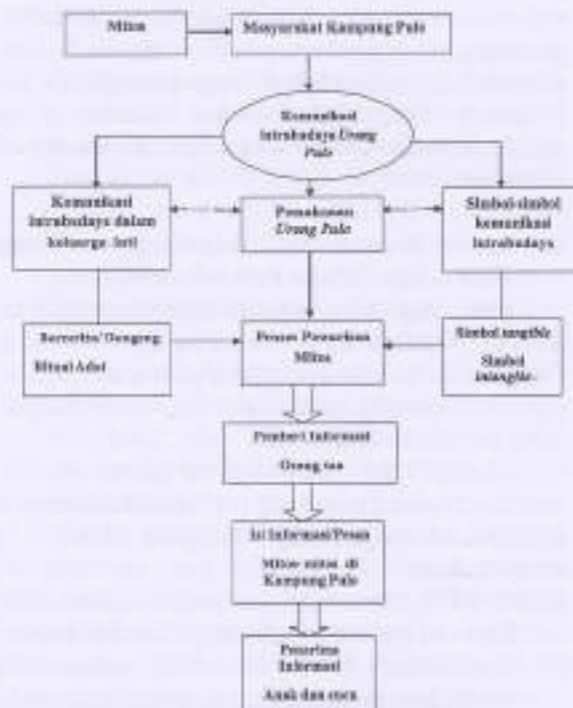 Mitos
Masyarakat Kampung Pulo
Komunikasi
Intrabudaya Urang
Pulo
Komunikasi
Intrabudaya dalam
keluarga Inti
Pemaknaan
Urang Pulo
Simbol-simbol
komunikasi
intrabudaya
Bercerita/Dongeng
Ritual Adat
Proses Pewarisan
Mitos
Simbol tangible
Simbol
intangible
Pemberi Informasi
Orang tua
Isi Informasi/Pesan
Mitos-mitos di
Kampung Pulo
Penerima
Informasi
Anak dan cucu